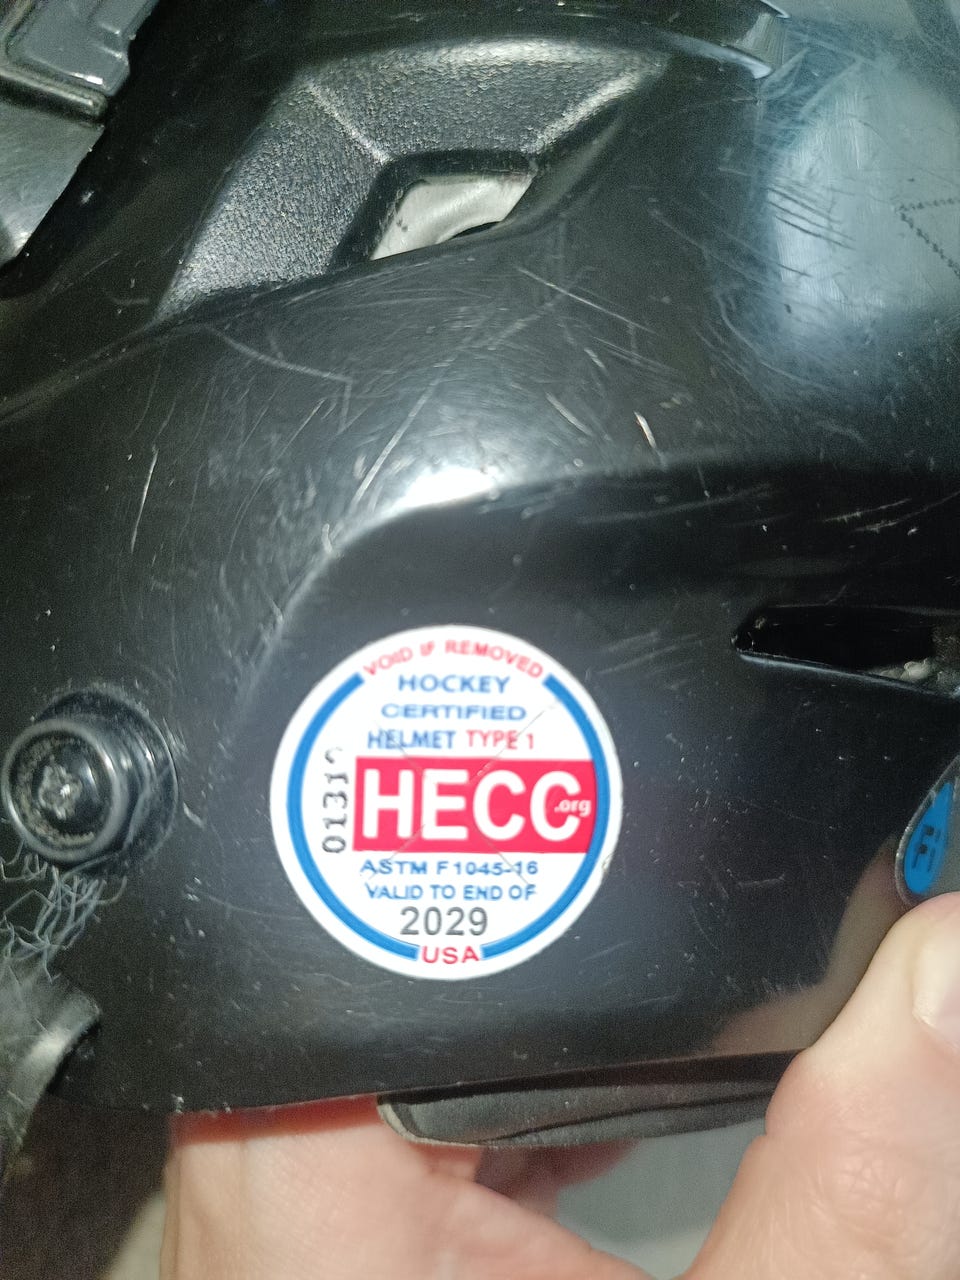 VOID IF REMOVED
HOCKEY
CERTIFIED
HELMET TYPE 1
HECC.org
ASTM F1045-16
VALID TO END OF
2029
USA